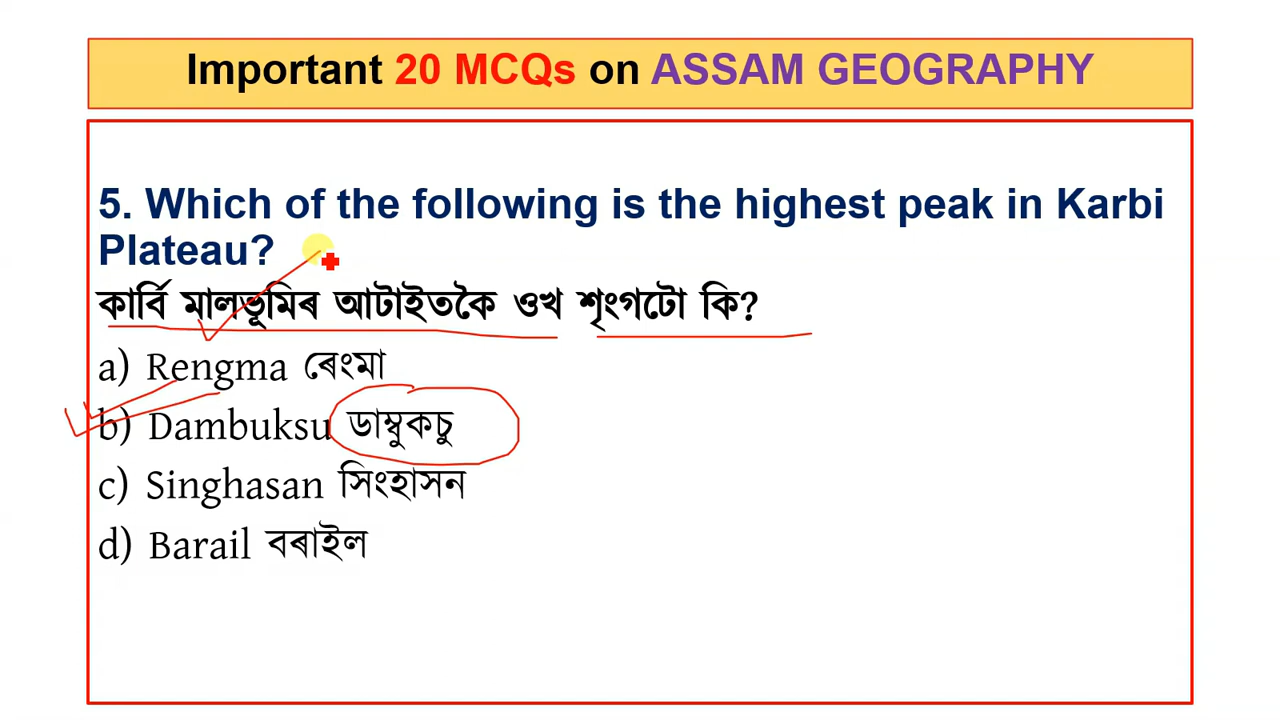 Important 20 MCQs on ASSAM GEOGRAPHY
5. Which of the following is the highest peak in Karbi
Plateau?
কাৰ্বি মালভূমিৰ আটাইতকৈ ওখ শৃংগটো কি?
a) Rengma ৰেংমা
b) Dambuksu ডাম্বুকচু
c) Singhasan সিংহাসন
d) Barail বৰাইল